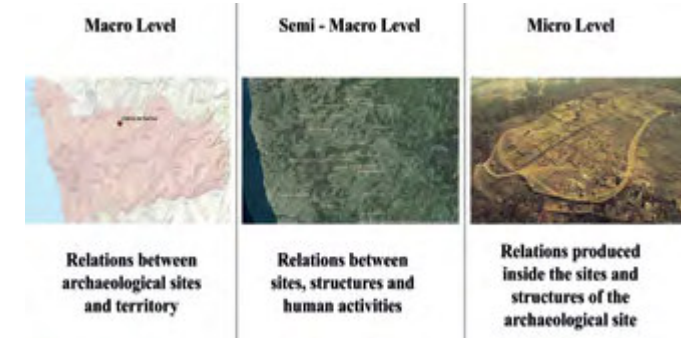 Macro Level
Semi - Macro Level
Micro Level
Relations between
archaeological sites
and territory
Relations between
sites, structures and
human activities
Relations produced
inside the sites and
structures of the
archaeological site